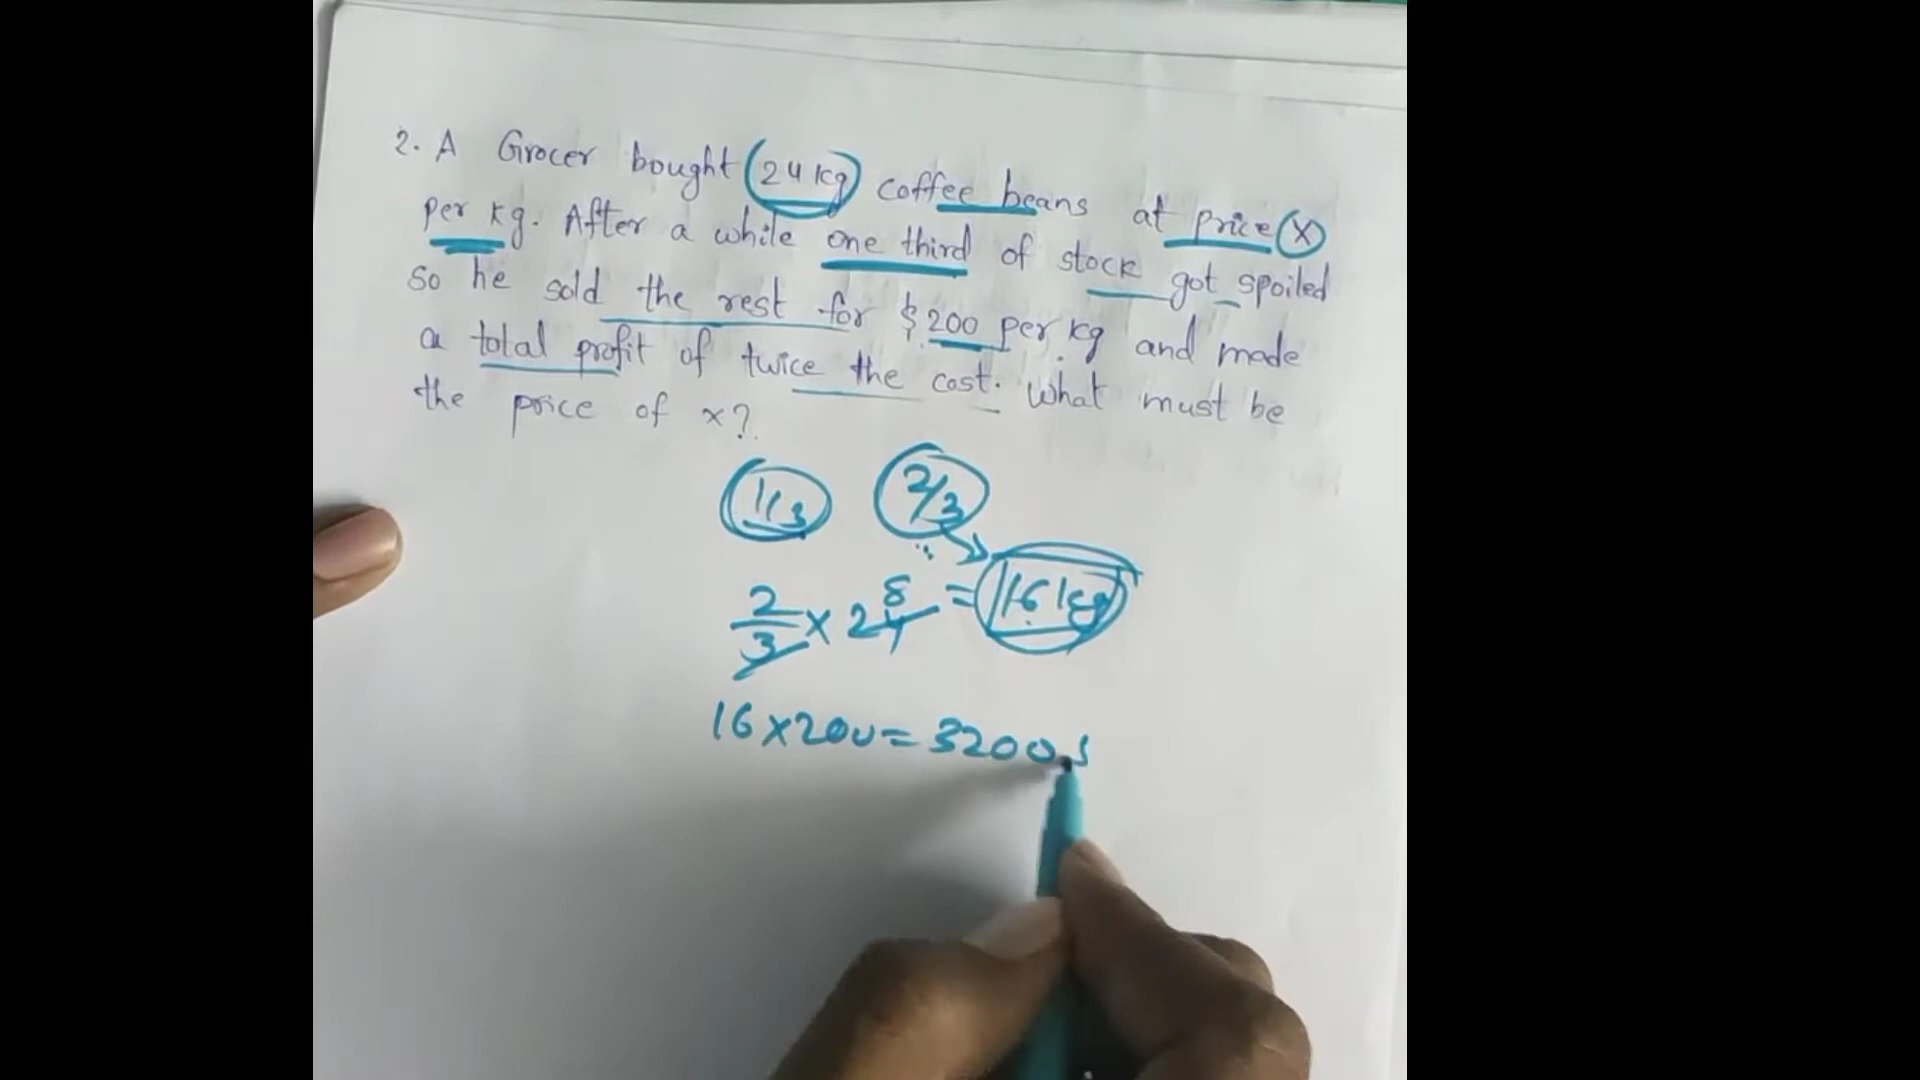 2. A Grocer bought 24 kg coffee beans at price x
per kg. After a while one third of stock got spoiled
so he sold the rest for $200 per kg and made
a total profit of twice the cost. What must be
the price of x?
1/3 2/3
2/3 x 24 8 = 16 kg
16 x 200 = 3200 $